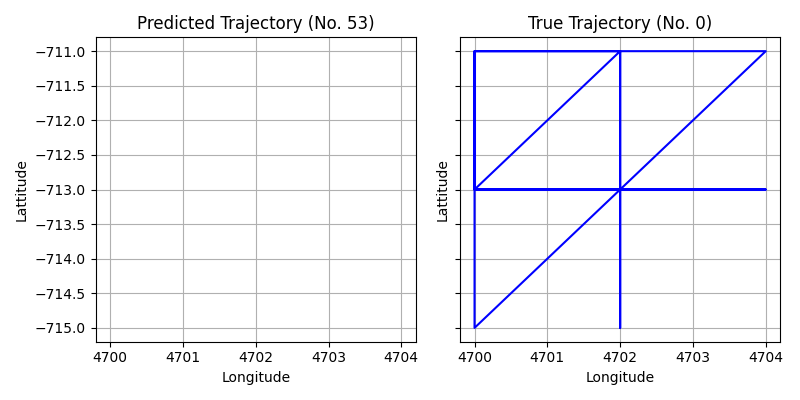 Predicted Trajectory (No. 53)
True Trajectory (No. 0)
−711.0
−711.5
−712.0
−712.5
−713.0
−713.5
−714.0
−714.5
−715.0
Lattitude
Lattitude
4700 4701 4702 4703 4704
4700 4701 4702 4703 4704
Longitude
Longitude